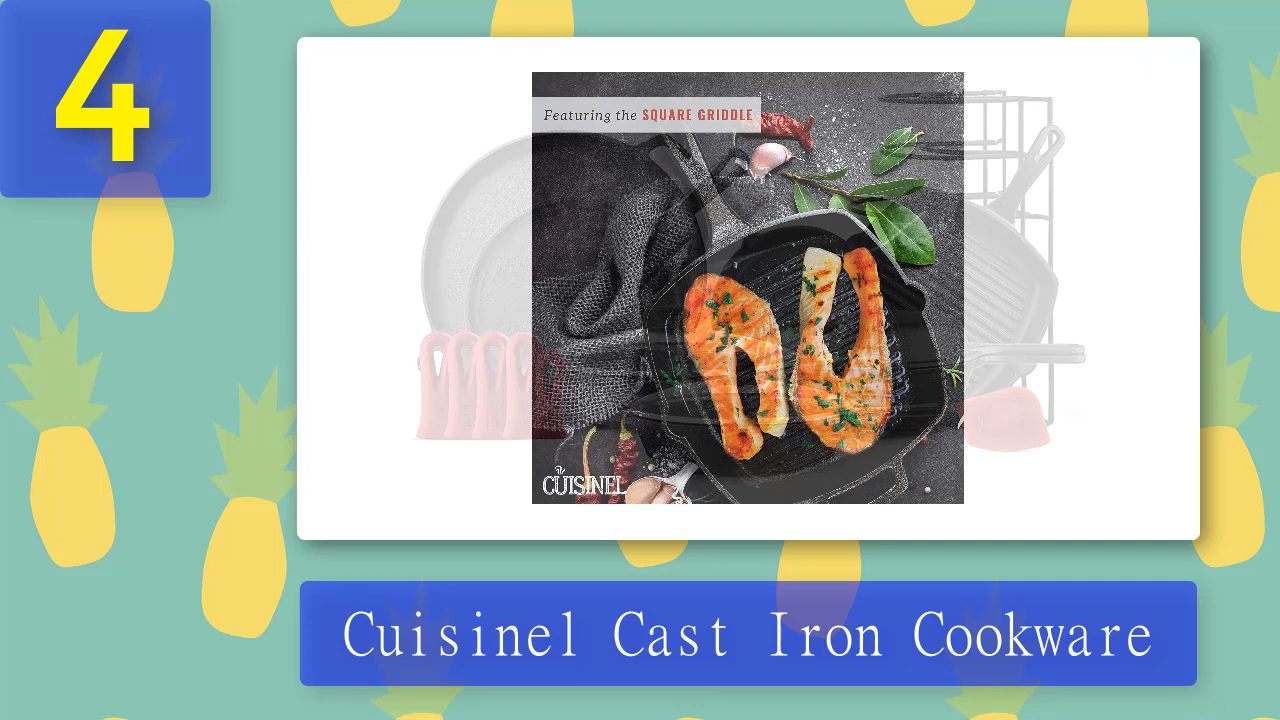 4
Featuring the SQUARE GRIDDLE
CUISINEL
Cuisinel Cast Iron Cookware